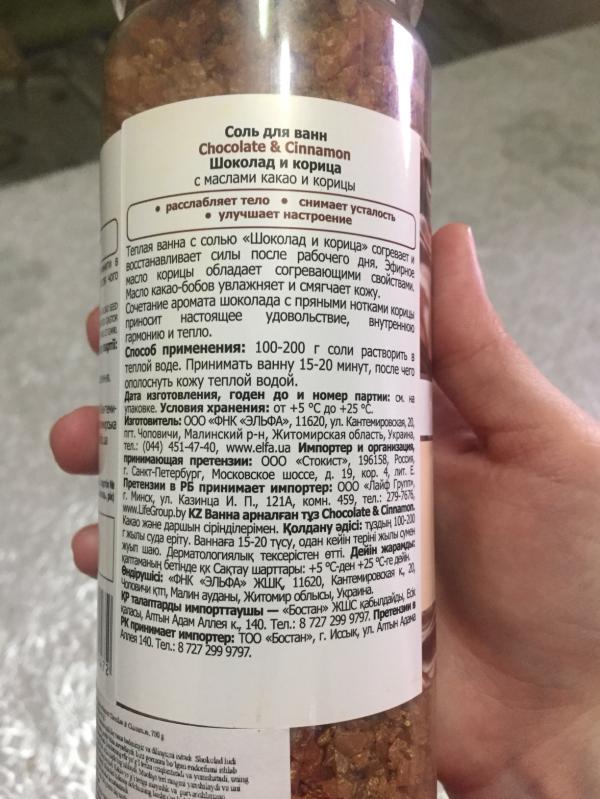 Соль для ванн
Chocolate & Cinnamon
Шоколад и корица
с маслами какао и корицы
• расслабляет тело • снимает усталость
• улучшает настроение
Теплая ванна с солью «Шоколад и корица» согревает и
восстанавливает силы после рабочего дня. Эфирное
масло корицы обладает согревающими свойствами.
Масло какао-бобов увлажняет и смягчает кожу.
Сочетание аромата шоколада с пряными нотками корицы
приносит настоящее удовольствие, внутреннюю
гармонию и тепло.
Способ применения: 100-200 г соли растворить в
теплой воде. Принимать ванну 15-20 минут, после чего
ополоснуть кожу теплой водой.
Дата изготовления, годен до и номер партии: см. на
упаковке. Условия хранения: от +5 °С до +25 °С.
Изготовитель: ООО «ФНК «ЭЛЬФА», 11620, ул. Кантемировская, 20,
пгт. Чоповичи, Малинский р-н, Житомирская область, Украина,
тел.: (044) 451-47-40, www.elfa.ua Импортер и организация,
принимающая претензии: ООО «Стокист», 196158, Россия,
г. Санкт-Петербург, Московское шоссе, д. 19, кор. 4, лит. Е
Претензии в РБ принимает импортер: ООО «Лайф Групп»,
г. Минск, ул. Казинца И. П., 121А, комн. 459, тел.: 279-7676,
www.LifeGroup.by KZ Ваннаға арналған тұз Chocolate & Cinnamon.
Какао және даршын сіріндірлерімен. Қолдану әдісі: тұздың 100-200
г жылы суда еріту. Ваннаға 15-20 түсу, одан кейін теріні жылы сумен
жуып шаю. Дерматологиялық тексерістен өтті. Дейін жарамды:
қаптаманың бетінде қк Сақтау шарттары: +5 °С-ден +25 °С-ге дейін.
Өндірушісі: «ФНК «ЭЛЬФА» ЖШҚ, 11620, Кантемировская к., 20,
Чоповичи қтп, Малин ауданы, Житомир облысы, Украина.
ҚР талаптарды импорттаушы — «Бостан» ЖШС қабылдайды, Есік
қаласы, Алтын Адам Аллея к., 140. Тел.: 8 727 299 9797. Претензии в
РК принимает импортер: ТОО «Бостан», г. Иссык, ул. Алтын Адама
Аллея 140. Тел.: 8 727 299 9797.